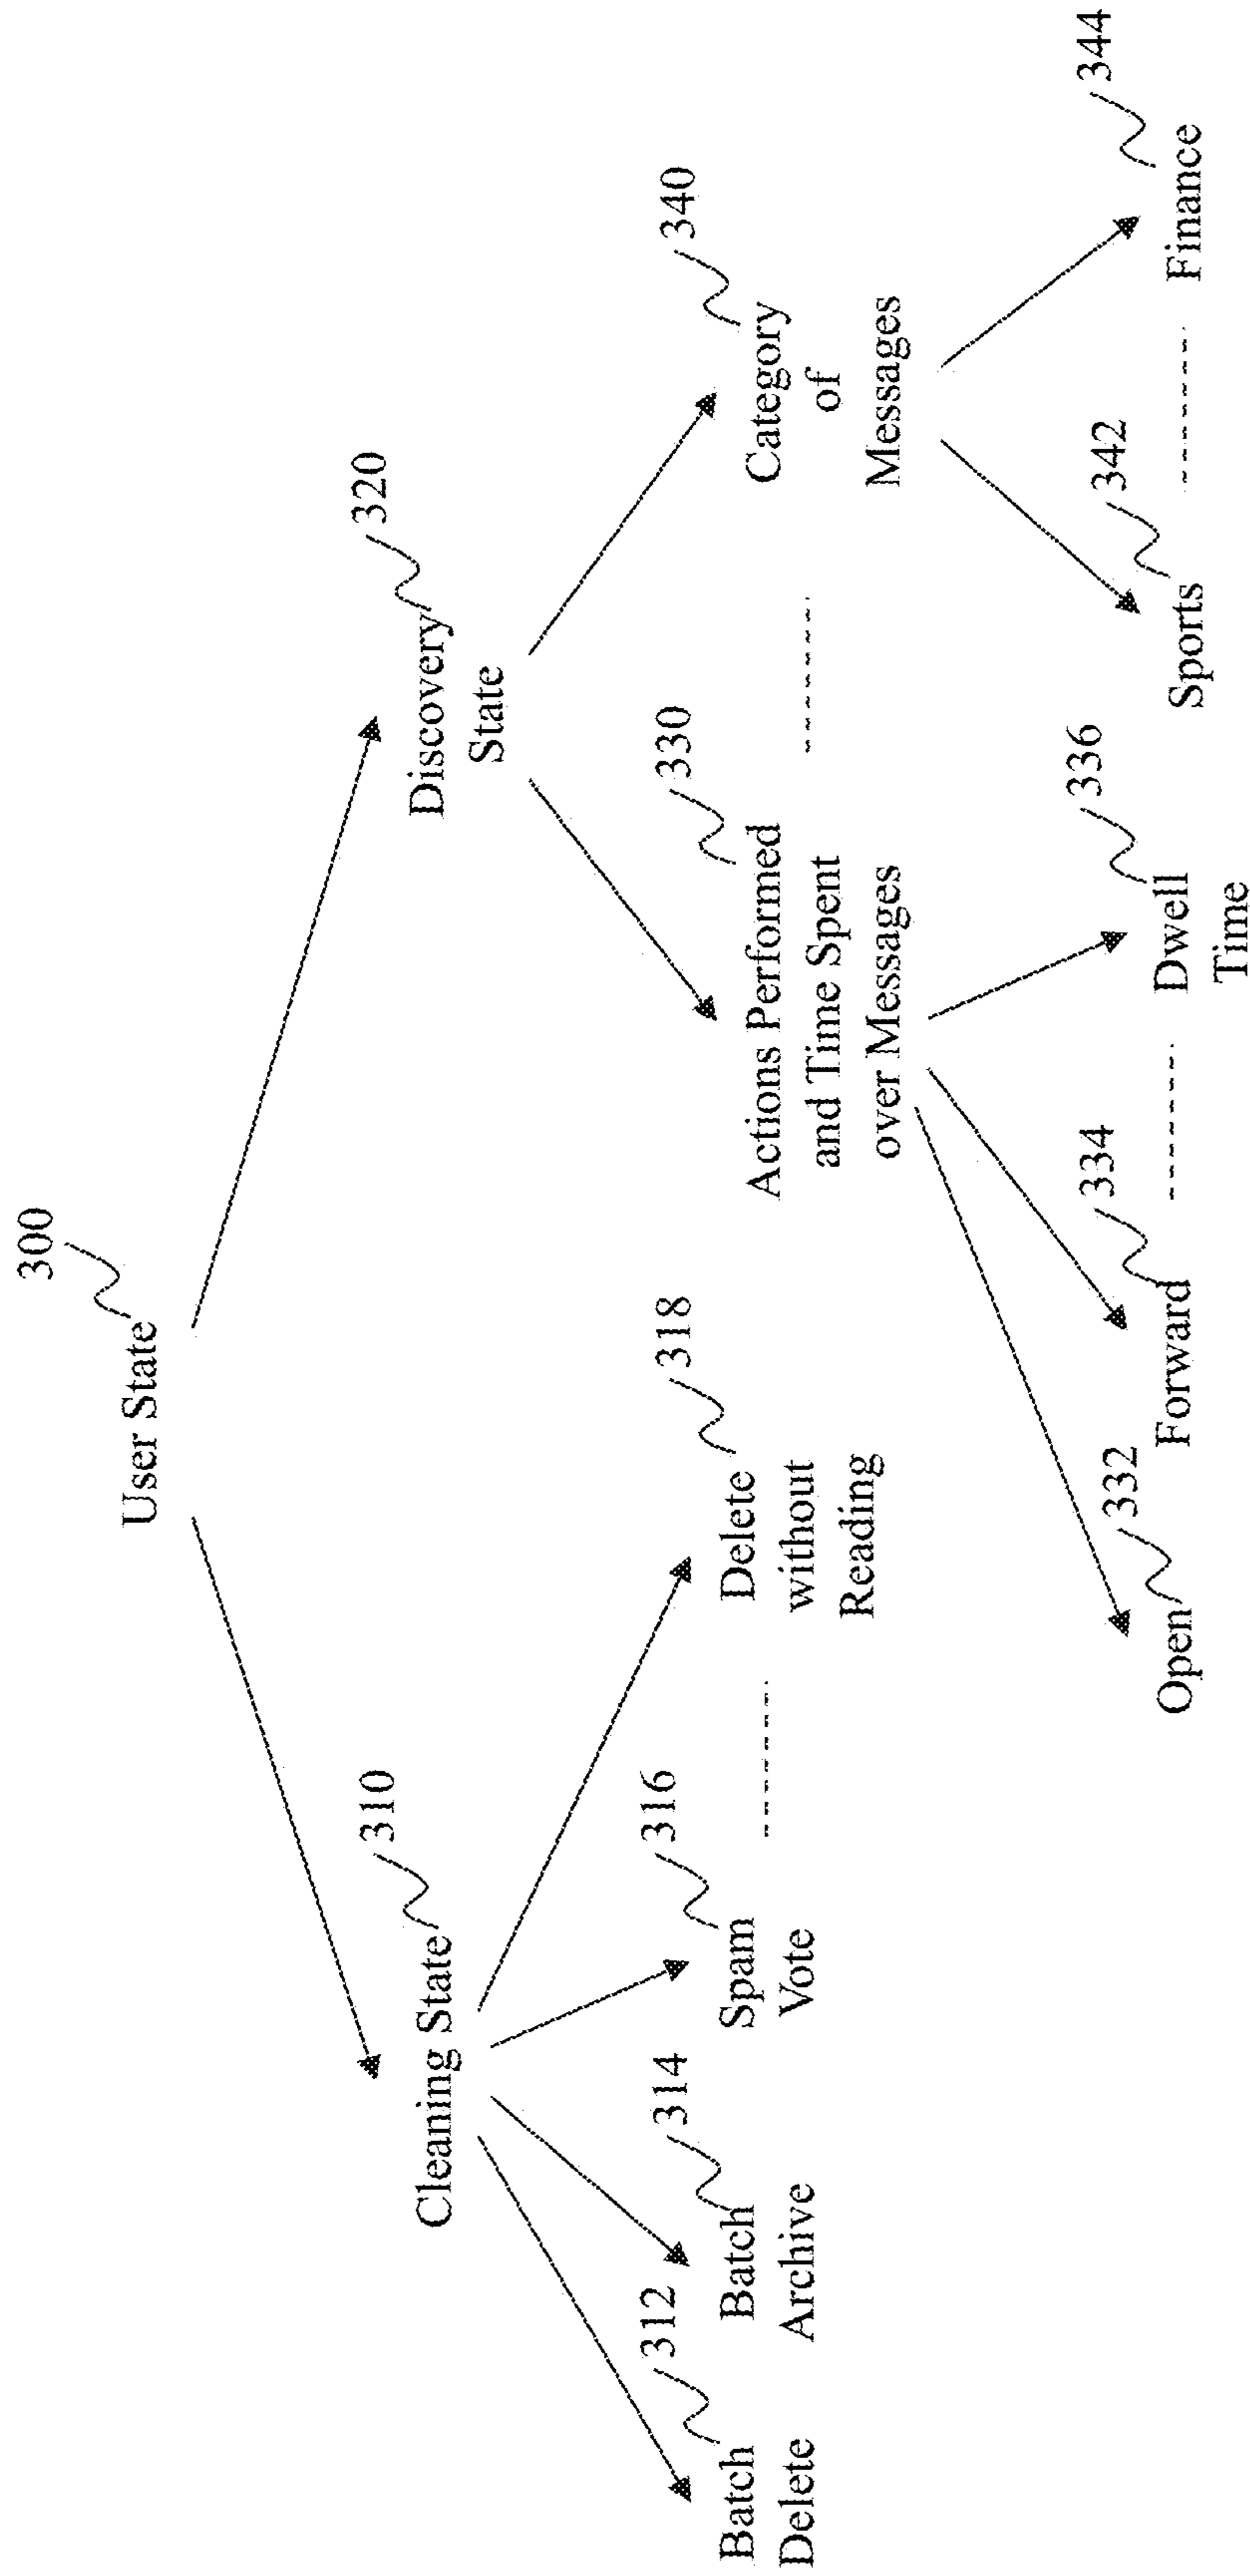 300
User State
310
Cleaning State
320
Discovery
State
312
Batch
Delete
314
Batch
Archive
316
Spam
Vote
318
Delete
without
Reading
330
Actions Performed
and Time Spent
over Messages
340
Category
of
Messages
332
Open
334
Forward
336
Dwell
Time
342
Sports
344
Finance